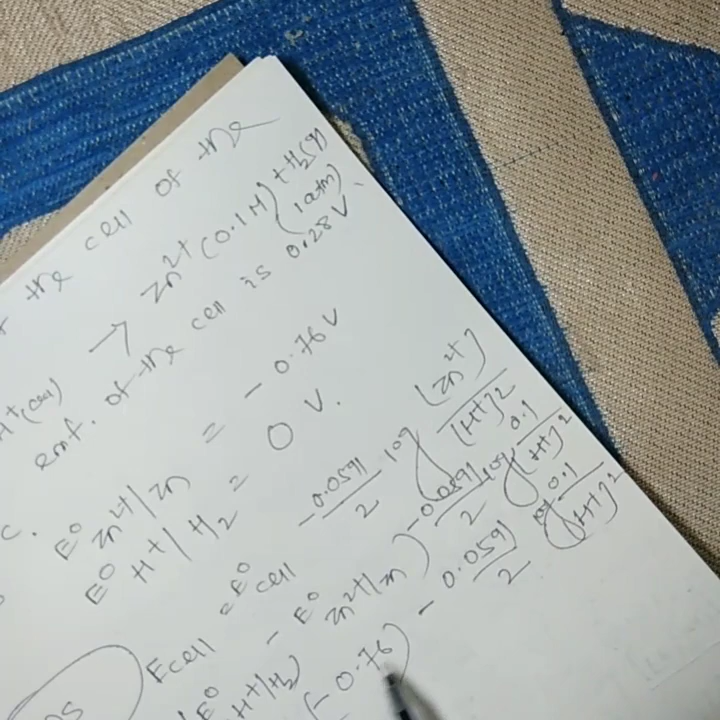 the cell of the
H⁺(aq) → Zn²⁺(0.1M) + H₂(g) (1 atm)
emf. of the cell is 0.28 V.
c. E° Zn²⁺|Zn = - 0.76 V
E° H⁺|H₂ = 0 V.
Ecell = E°cell - 0.0591/2 log [Zn²⁺]/[H⁺]²
E° H⁺|H₂) - E° Zn²⁺|Zn) - 0.0591/2 log 0.1/[H⁺]²
(- 0.76) - 0.0591/2 log 0.1/[H⁺]²